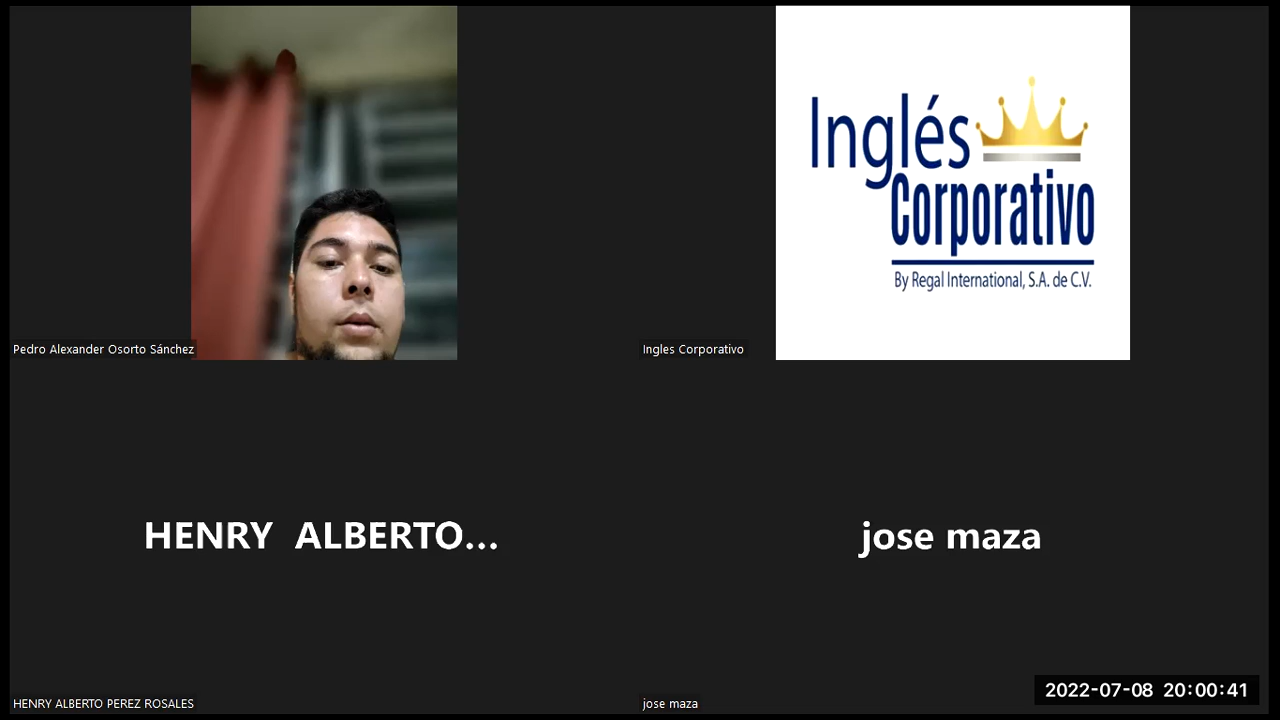 Inglés
Corporativo
By Regal International, S.A. de C.V.
Pedro Alexander Osorto Sánchez
Ingles Corporativo
HENRY ALBERTO...
jose maza
HENRY ALBERTO PEREZ ROSALES
jose maza
2022-07-08 20:00:41